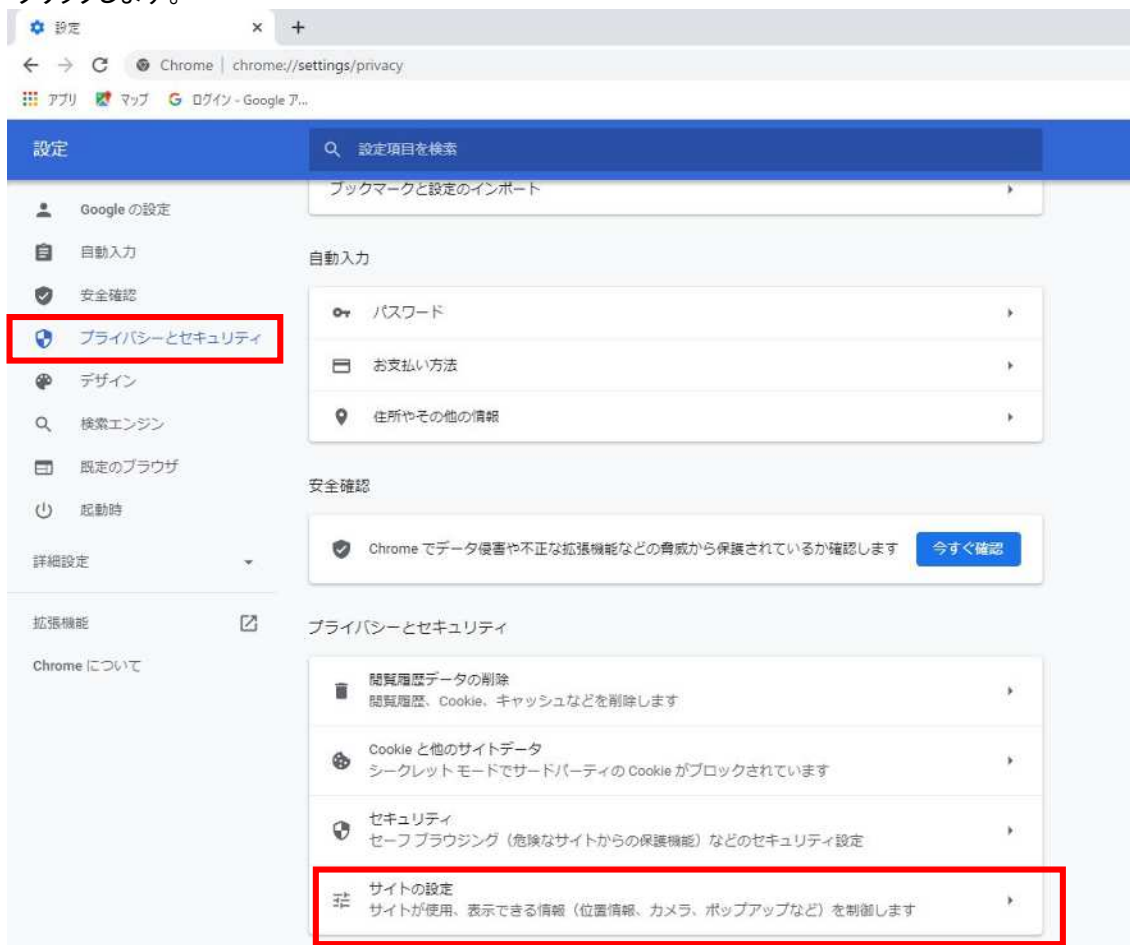 クリックします。
設定
Chrome | chrome://settings/privacy
アプリ マップ ログイン - Google ア...
設定
設定項目を検索
ブックマークと設定のインポート
Google の設定
自動入力
安全確認
プライバシーとセキュリティ
デザイン
検索エンジン
既定のブラウザ
起動時
詳細設定
拡張機能
Chrome について
自動入力
パスワード
お支払い方法
住所やその他の情報
安全確認
Chrome でデータ侵害や不正な拡張機能などの脅威から保護されているか確認します 今すぐ確認
プライバシーとセキュリティ
閲覧履歴データの削除
閲覧履歴、Cookie、キャッシュなどを削除します
Cookie と他のサイトデータ
シークレット モードでサードパーティの Cookie がブロックされています
セキュリティ
セーフ ブラウジング（危険なサイトからの保護機能）などのセキュリティ設定
サイトの設定
サイトが使用、表示できる情報（位置情報、カメラ、ポップアップなど）を制御します